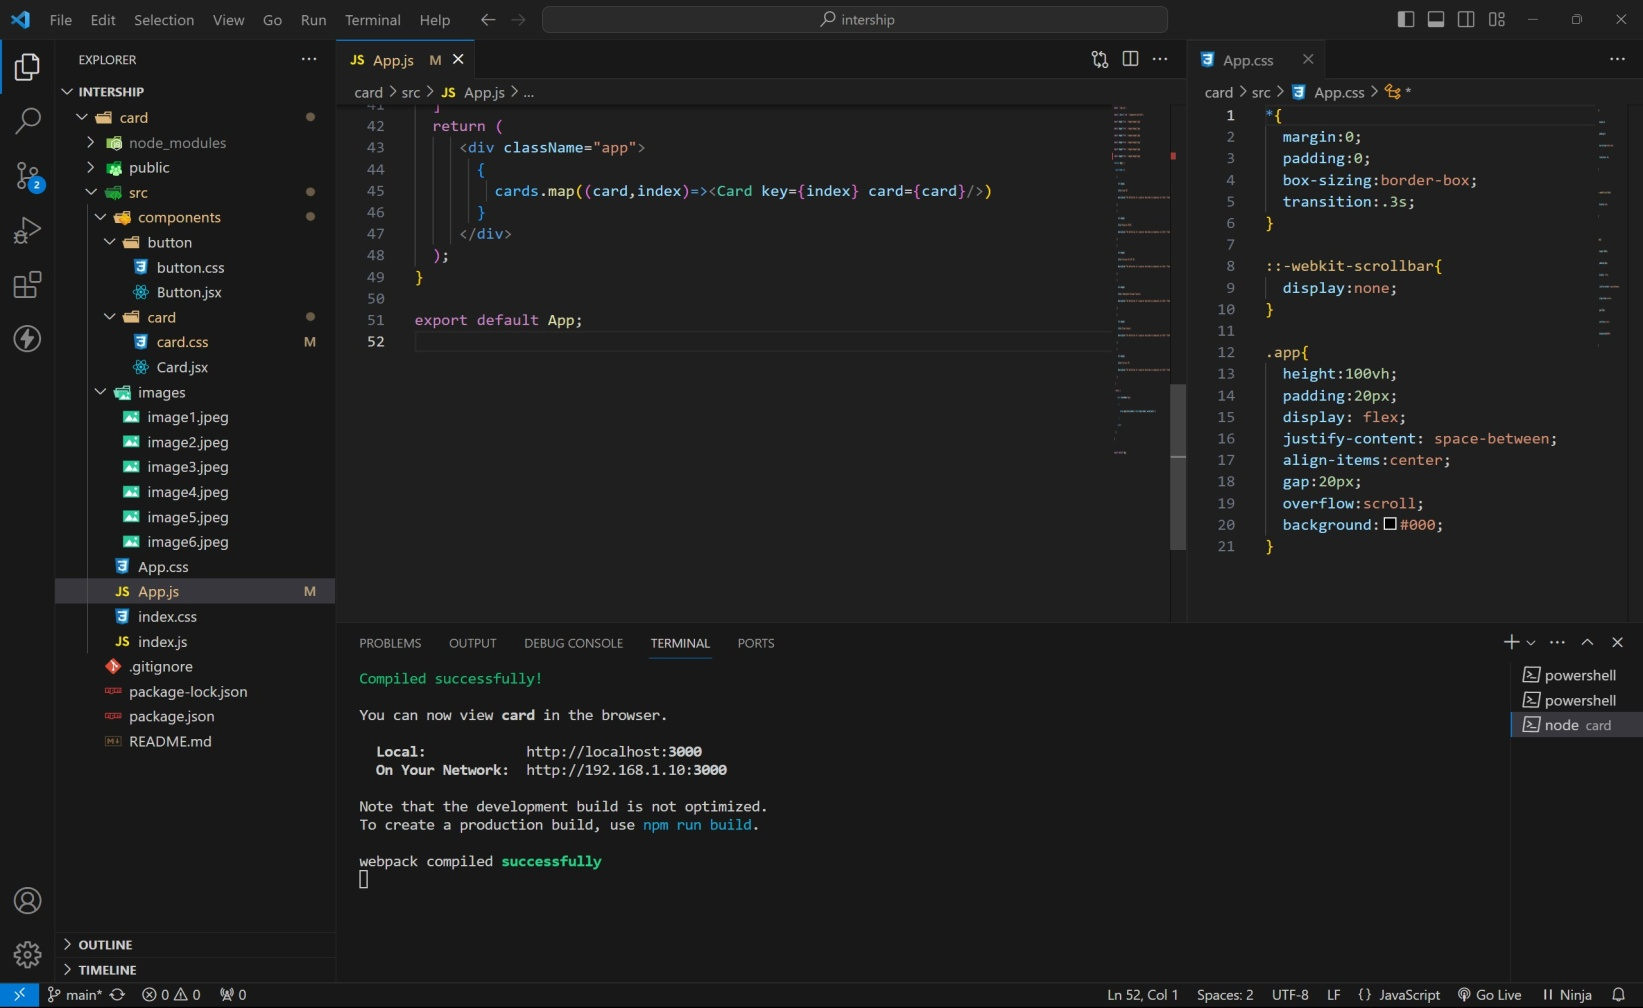 File Edit Selection View Go Run Terminal Help
intership
EXPLORER
INTERSHIP
card
node_modules
public
src
components
button
button.css
Button.jsx
card
card.css M
Card.jsx
images
image1.jpeg
image2.jpeg
image3.jpeg
image4.jpeg
image5.jpeg
image6.jpeg
App.css
JS App.js M
index.css
JS index.js
.gitignore
package-lock.json
package.json
README.md
OUTLINE
TIMELINE
2
JS App.js M
card > src > JS App.js > ...
41 ]
42 return (
43 <div className="app">
44 {
45 cards.map((card,index)=><Card key={index} card={card}/>)
46 }
47 </div>
48 );
49 }
50
51 export default App;
52
App.css
card > src > App.css > *
1 *{
2 margin:0;
3 padding:0;
4 box-sizing:border-box;
5 transition:.3s;
6 }
7
8 ::-webkit-scrollbar{
9 display:none;
10 }
11
12 .app{
13 height:100vh;
14 padding:20px;
15 display: flex;
16 justify-content: space-between;
17 align-items:center;
18 gap:20px;
19 overflow:scroll;
20 background:#000;
21 }
PROBLEMS OUTPUT DEBUG CONSOLE TERMINAL PORTS
Compiled successfully!
You can now view card in the browser.
Local: http://localhost:3000
On Your Network: http://192.168.1.10:3000
Note that the development build is not optimized.
To create a production build, use npm run build.
webpack compiled successfully
powershell
powershell
node card
main* 0 0 0
Ln 52, Col 1 Spaces: 2 UTF-8 LF {} JavaScript Go Live Ninja